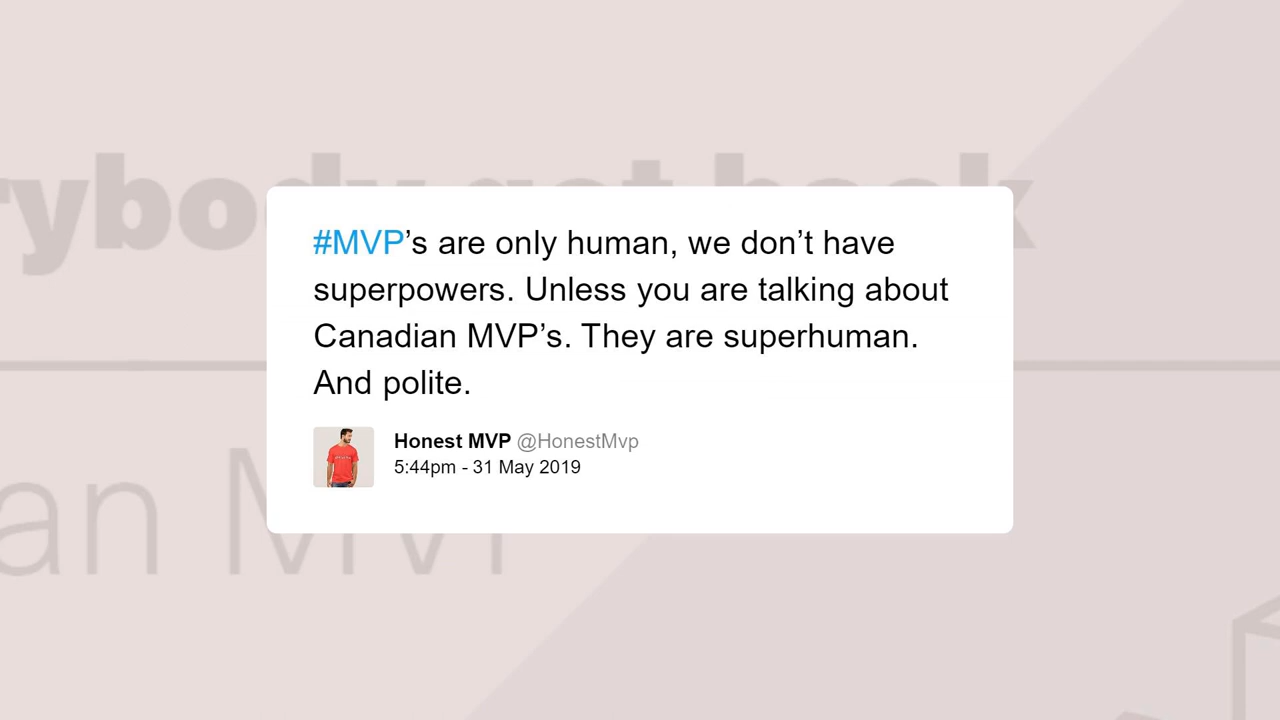 #MVP’s are only human, we don’t have
superpowers. Unless you are talking about
Canadian MVP’s. They are superhuman.
And polite.
Honest MVP @HonestMvp
5:44pm - 31 May 2019